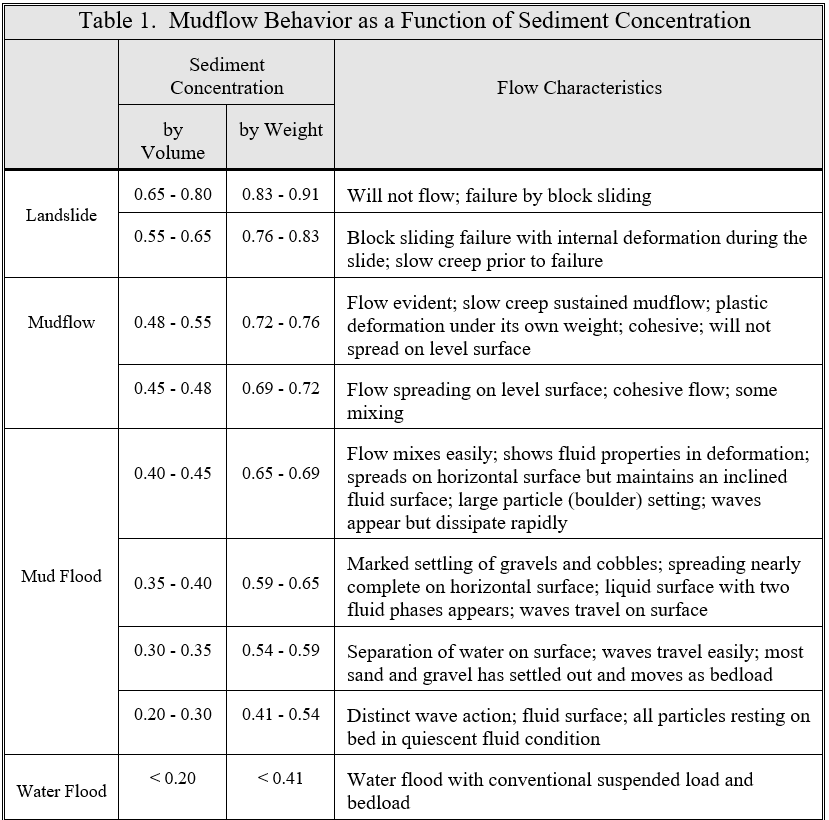 Table 1. Mudflow Behavior as a Function of Sediment Concentration
Sediment
Concentration
Flow Characteristics
by
Volume
by Weight
Landslide
0.65 - 0.80
0.83 - 0.91
Will not flow; failure by block sliding
0.55 - 0.65
0.76 - 0.83
Block sliding failure with internal deformation during the
slide; slow creep prior to failure
Mudflow
0.48 - 0.55
0.72 - 0.76
Flow evident; slow creep sustained mudflow; plastic
deformation under its own weight; cohesive; will not
spread on level surface
0.45 - 0.48
0.69 - 0.72
Flow spreading on level surface; cohesive flow; some
mixing
Mud Flood
0.40 - 0.45
0.65 - 0.69
Flow mixes easily; shows fluid properties in deformation;
spreads on horizontal surface but maintains an inclined
fluid surface; large particle (boulder) setting; waves
appear but dissipate rapidly
0.35 - 0.40
0.59 - 0.65
Marked settling of gravels and cobbles; spreading nearly
complete on horizontal surface; liquid surface with two
fluid phases appears; waves travel on surface
0.30 - 0.35
0.54 - 0.59
Separation of water on surface; waves travel easily; most
sand and gravel has settled out and moves as bedload
0.20 - 0.30
0.41 - 0.54
Distinct wave action; fluid surface; all particles resting on
bed in quiescent fluid condition
Water Flood
< 0.20
< 0.41
Water flood with conventional suspended load and
bedload